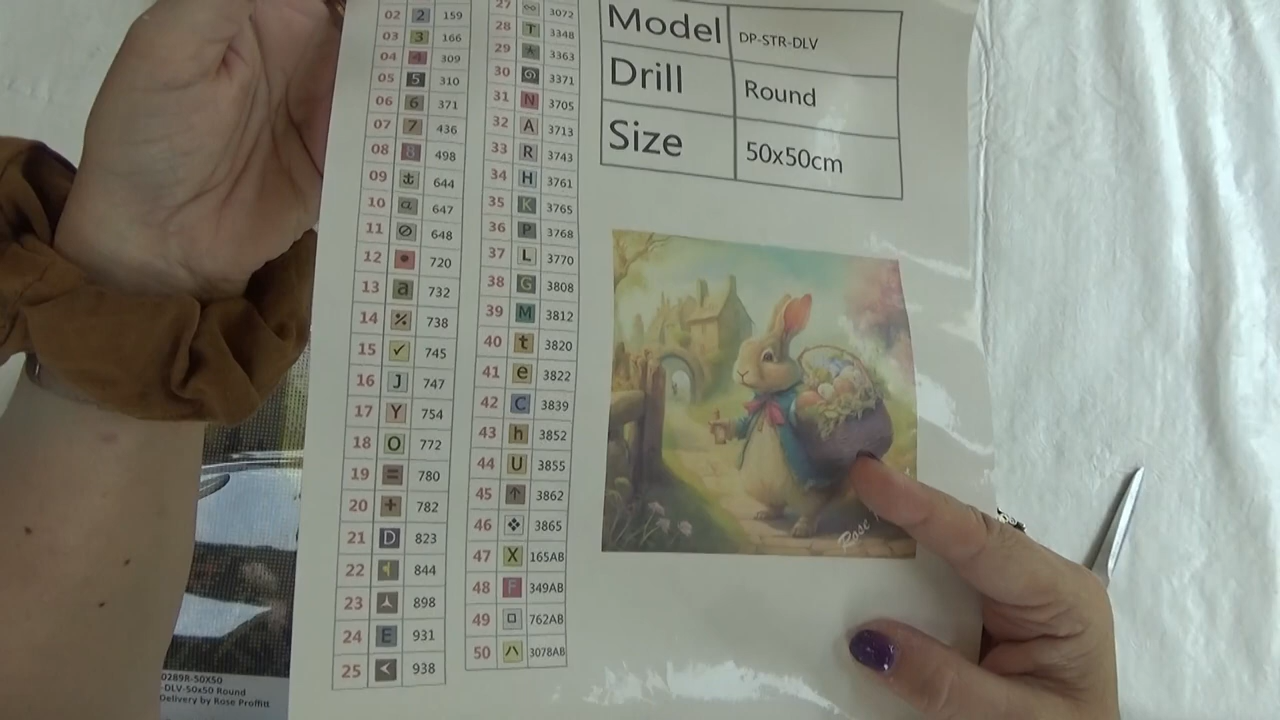 02 2 159
03 3 166
04 4 309
05 5 310
06 6 371
07 7 436
08 8 498
09 644
10 a 647
11 648
12 720
13 a 732
14 738
15 ✓ 745
16 J 747
17 Y 754
18 O 772
19 = 780
20 + 782
21 D 823
22 844
23 898
24 E 931
25 < 938
27 3072
28 T 3348
29 ★ 3363
30 3371
31 N 3705
32 A 3713
33 R 3743
34 H 3761
35 K 3765
36 P 3768
37 L 3770
38 G 3808
39 M 3812
40 t 3820
41 e 3822
42 C 3839
43 h 3852
44 U 3855
45 ↑ 3862
46 ❖ 3865
47 X 165AB
48 F 349AB
49 762AB
50 3078AB
Model DP-STR-DLV
Drill Round
Size 50x50cm
Rose
0289R-50X50
-DLV-50x50 Round
Delivery by Rose Proffitt